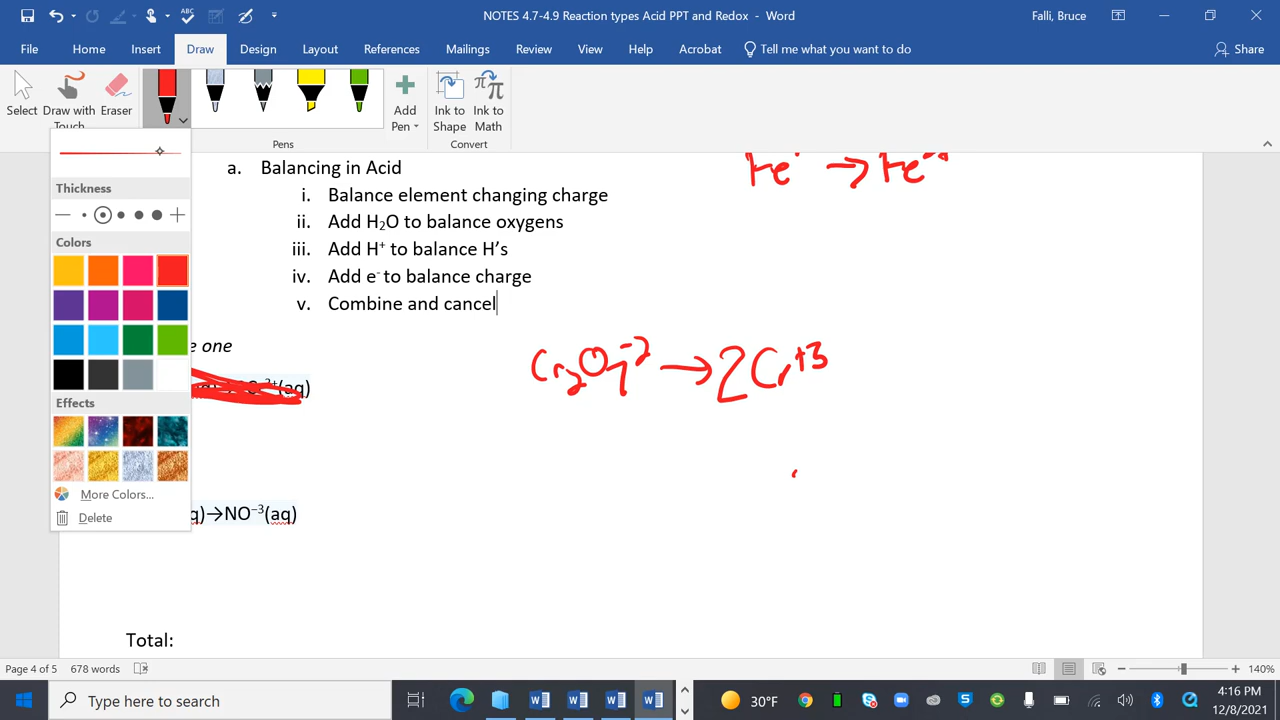 NOTES 4.7-4.9 Reaction types Acid PPT and Redox - Word
Falli, Bruce
File Home Insert Draw Design Layout References Mailings Review View Help Acrobat Tell me what you want to do Share
Select Draw with Touch Eraser Add Pen Ink to Shape Ink to Math
Pens Convert
Thickness
Colors
Effects
More Colors...
Delete
Fe → Fe
a. Balancing in Acid
i. Balance element changing charge
ii. Add H₂O to balance oxygens
iii. Add H⁺ to balance H's
iv. Add e⁻ to balance charge
v. Combine and cancel
e one
Cr₂O₇⁻² → 2Cr⁺³
(aq)
q)→NO⁻³(aq)
Total:
Page 4 of 5 678 words 140%
Type here to search
30°F
4:16 PM
12/8/2021